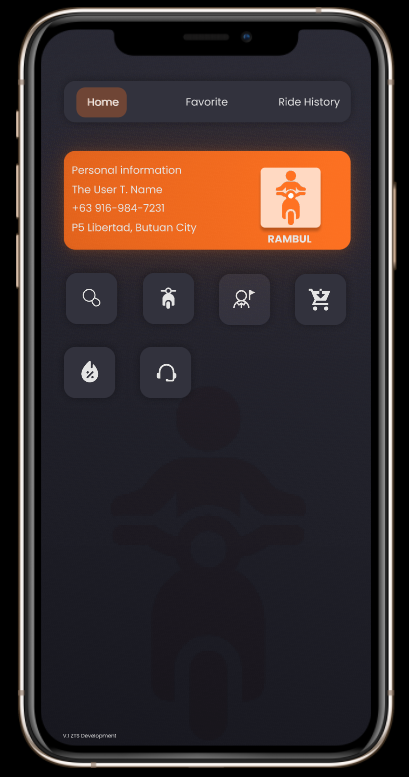 Home Favorite Ride History
Personal information
The User T. Name
+63 916-984-7231
P5 Libertad, Butuan City
RAMBUL
V.1 ZTS Development